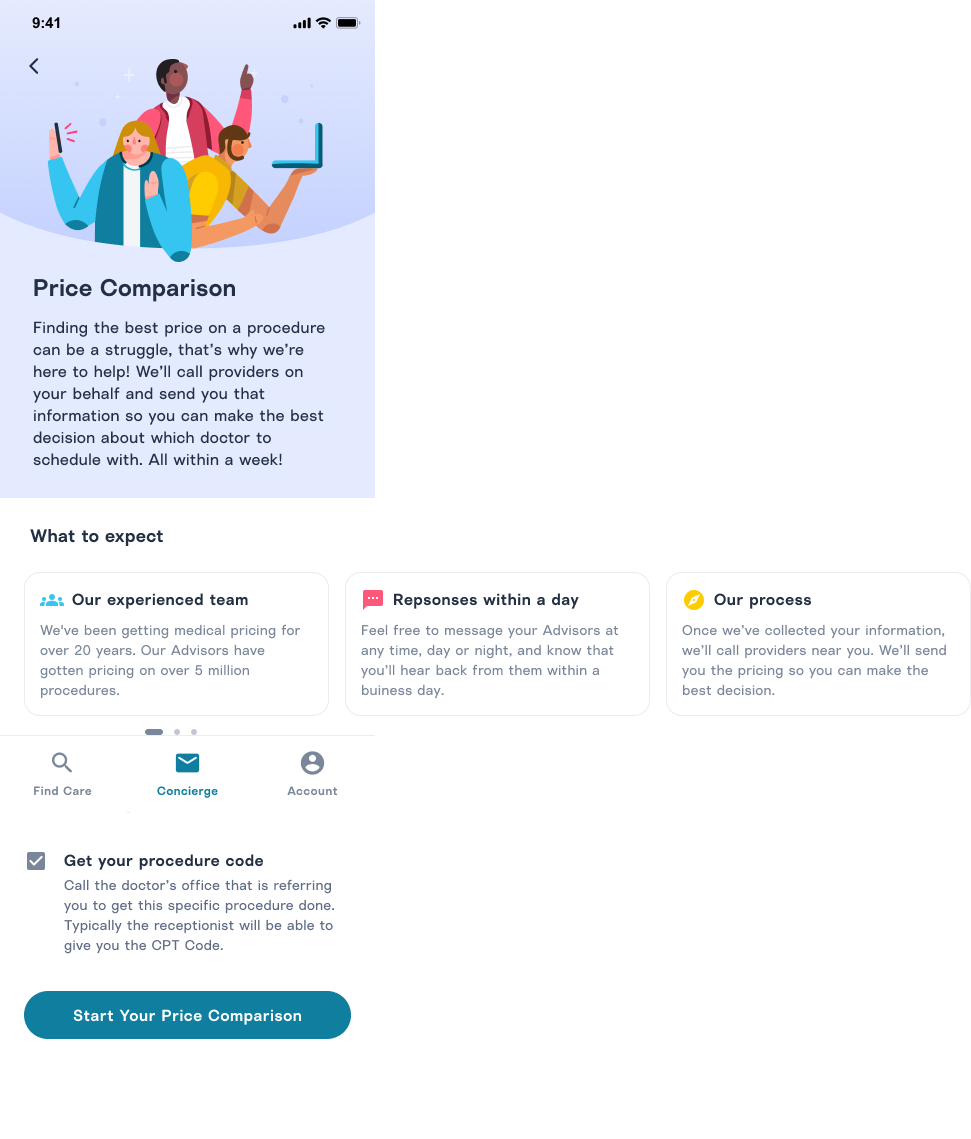 9:41
Price Comparison
Finding the best price on a procedure
can be a struggle, that's why we're
here to help! We'll call providers on
your behalf and send you that
information so you can make the best
decision about which doctor to
schedule with. All within a week!
What to expect
Our experienced team
We've been getting medical pricing for
over 20 years. Our Advisors have
gotten pricing on over 5 million
procedures.
Repsonses within a day
Feel free to message your Advisors at
any time, day or night, and know that
you'll hear back from them within a
buiness day.
Our process
Once we've collected your information,
we'll call providers near you. We'll send
you the pricing so you can make the
best decision.
Find Care
Concierge
Account
Get your procedure code
Call the doctor's office that is referring
you to get this specific procedure done.
Typically the receptionist will be able to
give you the CPT Code.
Start Your Price Comparison